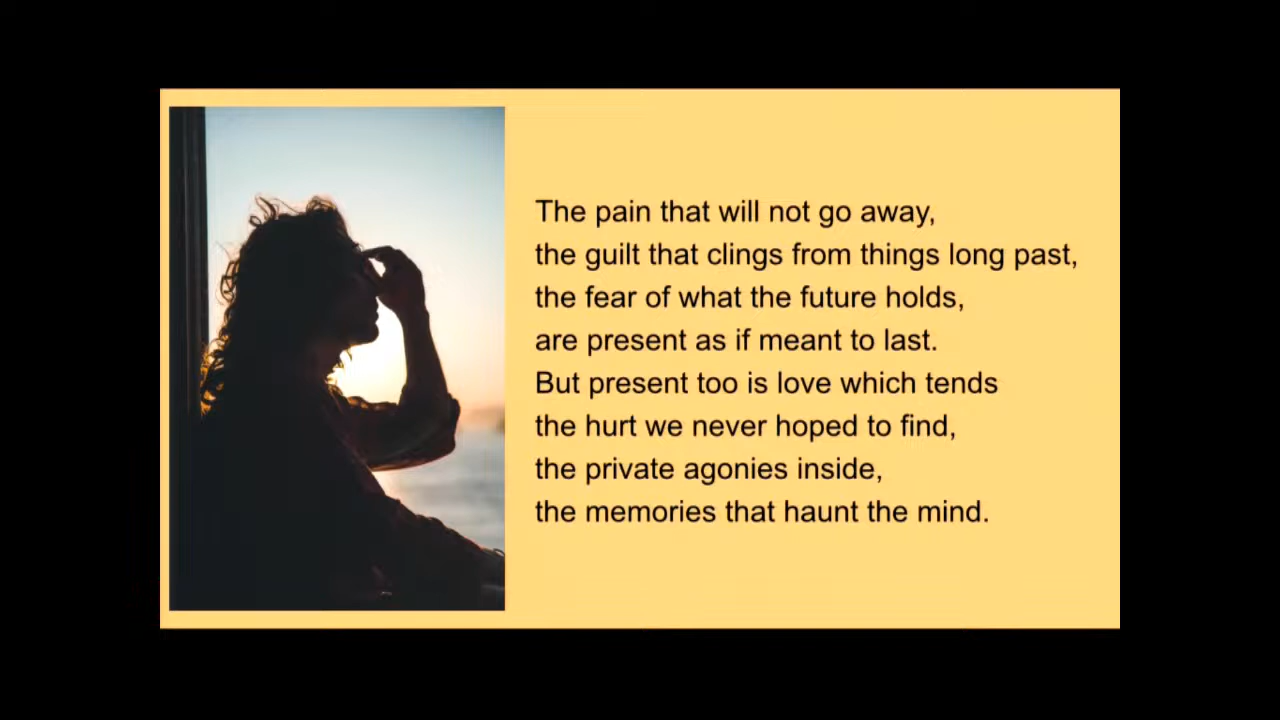 The pain that will not go away,
the guilt that clings from things long past,
the fear of what the future holds,
are present as if meant to last.
But present too is love which tends
the hurt we never hoped to find,
the private agonies inside,
the memories that haunt the mind.